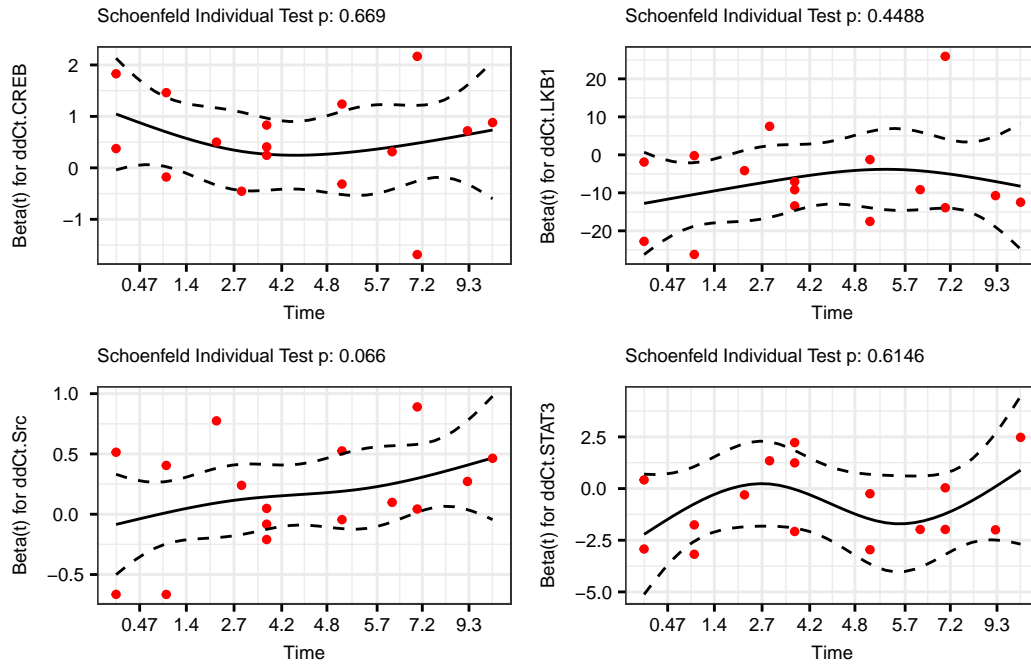 Schoenfeld Individual Test p: 0.669
2
1
0
−1
Beta(t) for ddCt.CREB
0.47 1.4 2.7 4.2 4.8 5.7 7.2 9.3
Time
Schoenfeld Individual Test p: 0.4488
20
10
0
−10
−20
Beta(t) for ddCt.LKB1
0.47 1.4 2.7 4.2 4.8 5.7 7.2 9.3
Time
Schoenfeld Individual Test p: 0.066
1.0
0.5
0.0
−0.5
Beta(t) for ddCt.Src
0.47 1.4 2.7 4.2 4.8 5.7 7.2 9.3
Time
Schoenfeld Individual Test p: 0.6146
2.5
0.0
−2.5
−5.0
Beta(t) for ddCt.STAT3
0.47 1.4 2.7 4.2 4.8 5.7 7.2 9.3
Time